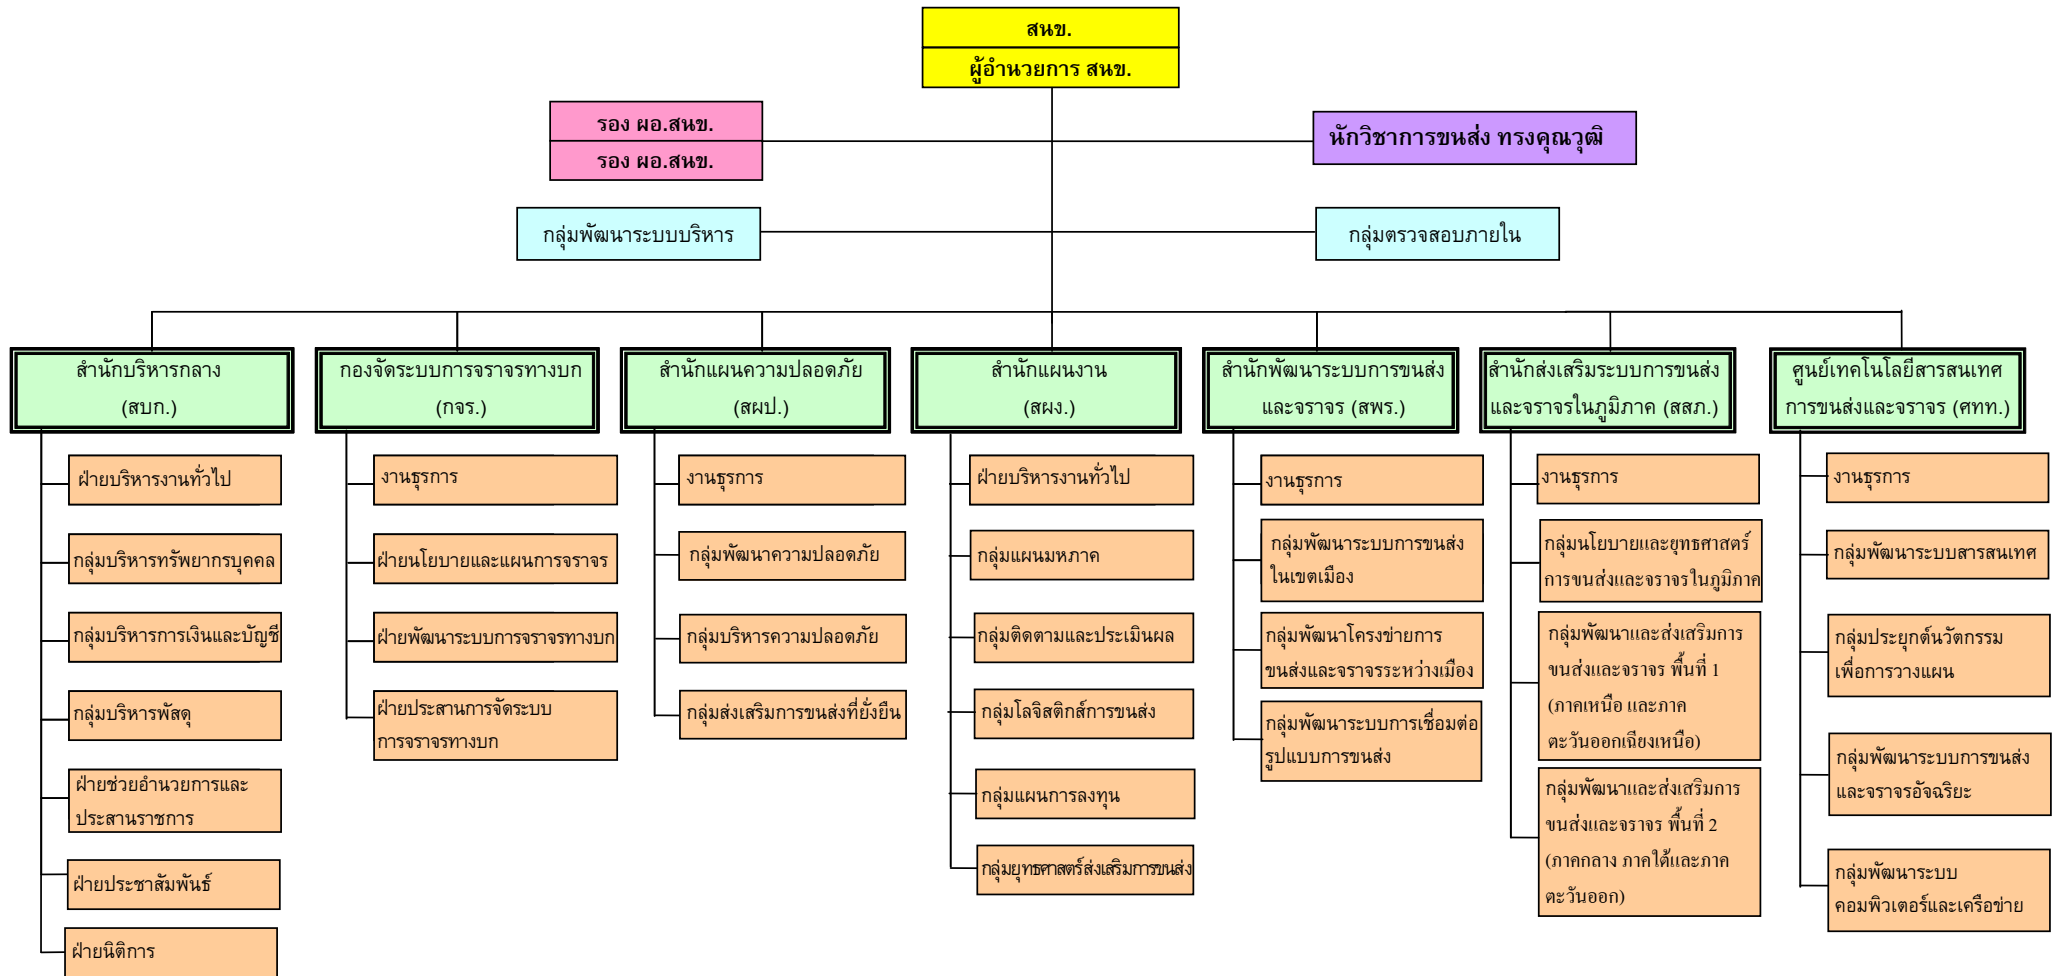 สนข.
ผู้อำนวยการ สนข.
รอง ผอ.สนข.
รอง ผอ.สนข.
นักวิชาการขนส่ง ทรงคุณวุฒิ
กลุ่มพัฒนาระบบบริหาร
กลุ่มตรวจสอบภายใน
สำนักบริหารกลาง
(สบก.)
ฝ่ายบริหารงานทั่วไป
กลุ่มบริหารทรัพยากรบุคคล
กลุ่มบริหารการเงินและบัญชี
กลุ่มบริหารพัสดุ
ฝ่ายช่วยอำนวยการและ
ประสานราชการ
ฝ่ายประชาสัมพันธ์
ฝ่ายนิติการ
กองจัดระบบการจราจรทางบก
(กจร.)
งานธุรการ
ฝ่ายนโยบายและแผนการจราจร
ฝ่ายพัฒนาระบบการจราจรทางบก
ฝ่ายประสานการจัดระบบ
การจราจรทางบก
สำนักแผนความปลอดภัย
(สผป.)
งานธุรการ
กลุ่มพัฒนาความปลอดภัย
กลุ่มบริหารความปลอดภัย
กลุ่มส่งเสริมการขนส่งที่ยั่งยืน
สำนักแผนงาน
(สผง.)
ฝ่ายบริหารงานทั่วไป
กลุ่มแผนมหภาค
กลุ่มติดตามและประเมินผล
กลุ่มโลจิสติกส์การขนส่ง
กลุ่มแผนการลงทุน
กลุ่มยุทธศาสตร์ส่งเสริมการขนส่ง
สำนักพัฒนาระบบการขนส่ง
และจราจร (สพร.)
งานธุรการ
กลุ่มพัฒนาระบบการขนส่ง
ในเขตเมือง
กลุ่มพัฒนาโครงข่ายการ
ขนส่งและจราจรระหว่างเมือง
กลุ่มพัฒนาระบบการเชื่อมต่อ
รูปแบบการขนส่ง
สำนักส่งเสริมระบบการขนส่ง
และจราจรในภูมิภาค (สสภ.)
งานธุรการ
กลุ่มนโยบายและยุทธศาสตร์
การขนส่งและจราจรในภูมิภาค
กลุ่มพัฒนาและส่งเสริมการ
ขนส่งและจราจร พื้นที่ 1
(ภาคเหนือ และภาค
ตะวันออกเฉียงเหนือ)
กลุ่มพัฒนาและส่งเสริมการ
ขนส่งและจราจร พื้นที่ 2
(ภาคกลาง ภาคใต้และภาค
ตะวันออก)
ศูนย์เทคโนโลยีสารสนเทศ
การขนส่งและจราจร (ศทท.)
งานธุรการ
กลุ่มพัฒนาระบบสารสนเทศ
กลุ่มประยุกต์นวัตกรรม
เพื่อการวางแผน
กลุ่มพัฒนาระบบการขนส่ง
และจราจรอัจฉริยะ
กลุ่มพัฒนาระบบ
คอมพิวเตอร์และเครือข่าย